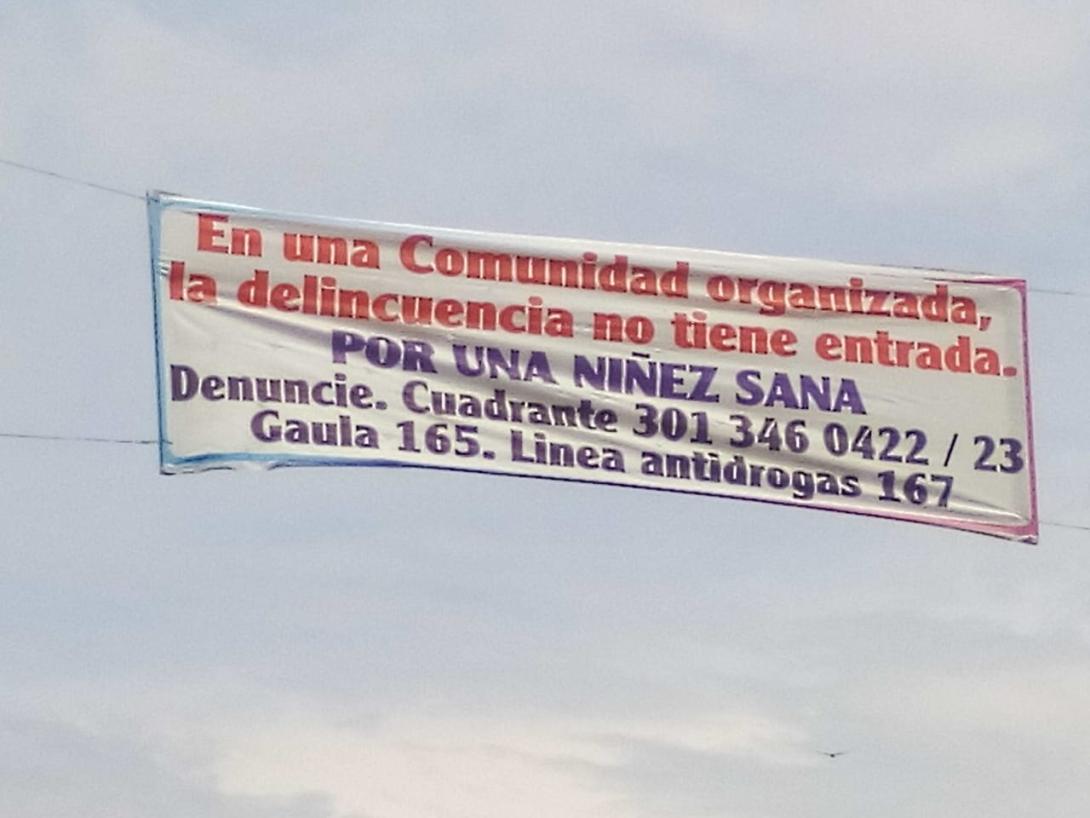 En una Comunidad organizada,
la delincuencia no tiene entrada.
POR UNA NIÑEZ SANA
Denuncie. Cuadrante 301 346 0422 / 23
Gaula 165. Linea antidrogas 167